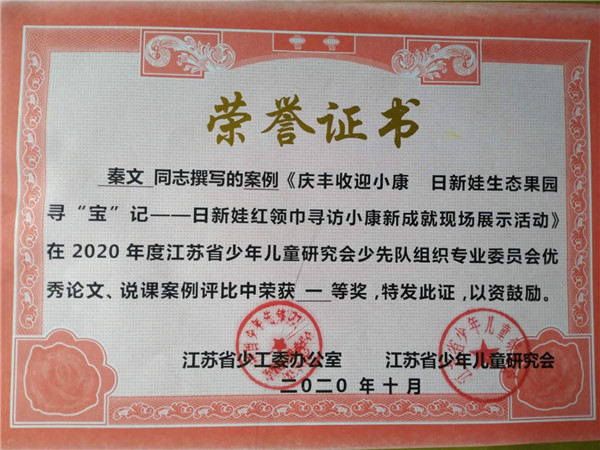 荣誉证书
秦文 同志撰写的案例《庆丰收迎小康 日新娃生态果园
寻“宝”记——日新娃红领巾寻访小康新成就现场展示活动》
在 2020 年度江苏省少年儿童研究会少先队组织专业委员会优
秀论文、说课案例评比中荣获 一 等奖，特发此证，以资鼓励。
江苏省少工委办公室 江苏省少年儿童研究会
二〇二〇 年十月